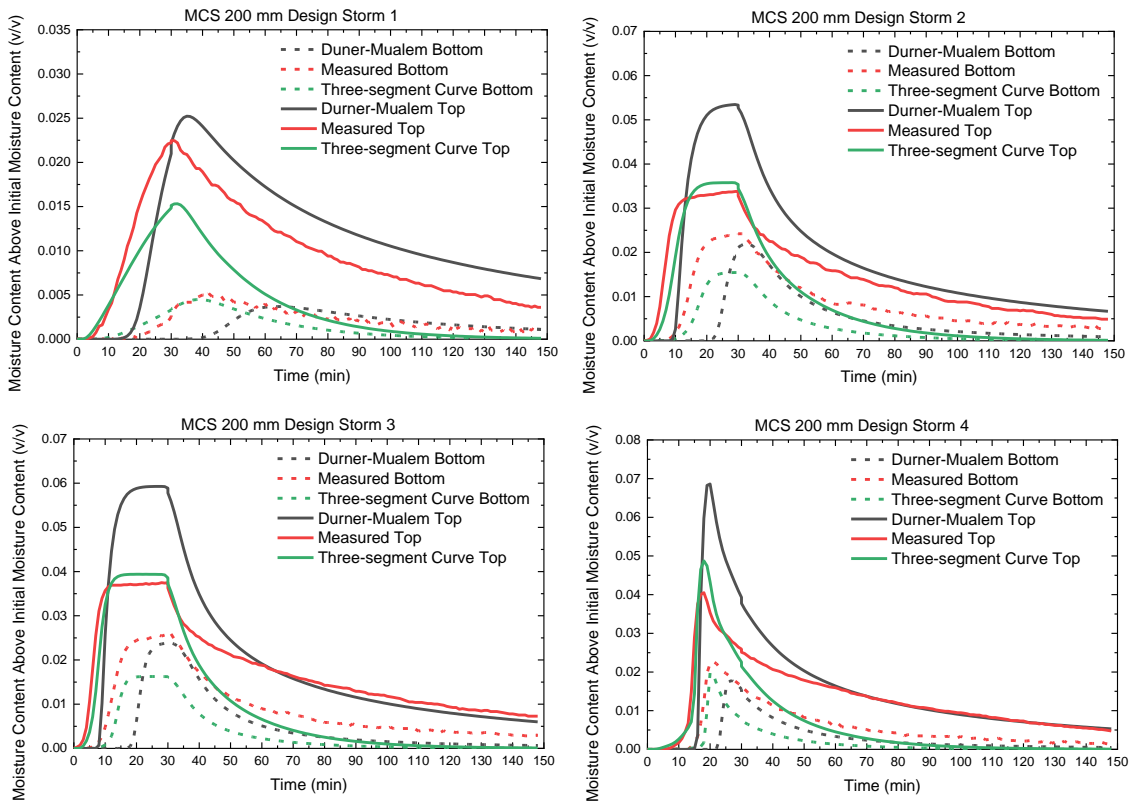 MCS 200 mm Design Storm 1
Moisture Content Above Initial Moisture Content (v/v)
0.035
0.030
0.025
0.020
0.015
0.010
0.005
0.000
Duner-Mualem Bottom
Measured Bottom
Three-segment Curve Bottom
Durner-Mualem Top
Measured Top
Three-segment Curve Top
0 10 20 30 40 50 60 70 80 90 100 110 120 130 140 150
Time (min)
MCS 200 mm Design Storm 2
Moisture Content Above Initial Moisture Content (v/v)
0.07
0.06
0.05
0.04
0.03
0.02
0.01
0.00
Durner-Mualem Bottom
Measured Bottom
Three-segment Curve Bottom
Durner-Mualem Top
Measured Top
Three-segment Curve Top
0 10 20 30 40 50 60 70 80 90 100 110 120 130 140 150
Time (min)
MCS 200 mm Design Storm 3
Moisture Content Above Initial Moisture Content (v/v)
0.07
0.06
0.05
0.04
0.03
0.02
0.01
0.00
Durner-Mualem Bottom
Measured Bottom
Three-segment Curve Bottom
Durner-Mualem Top
Measured Top
Three-segment Curve Top
0 10 20 30 40 50 60 70 80 90 100 110 120 130 140 150
Time (min)
MCS 200 mm Design Storm 4
Moisture Content Above Initial Moisture Content (v/v)
0.08
0.07
0.06
0.05
0.04
0.03
0.02
0.01
0.00
Durner-Mualem Bottom
Measured Bottom
Three-segment Curve Bottom
Durner-Mualem Top
Measured Top
Three-segment Curve Top
0 10 20 30 40 50 60 70 80 90 100 110 120 130 140 150
Time (min)